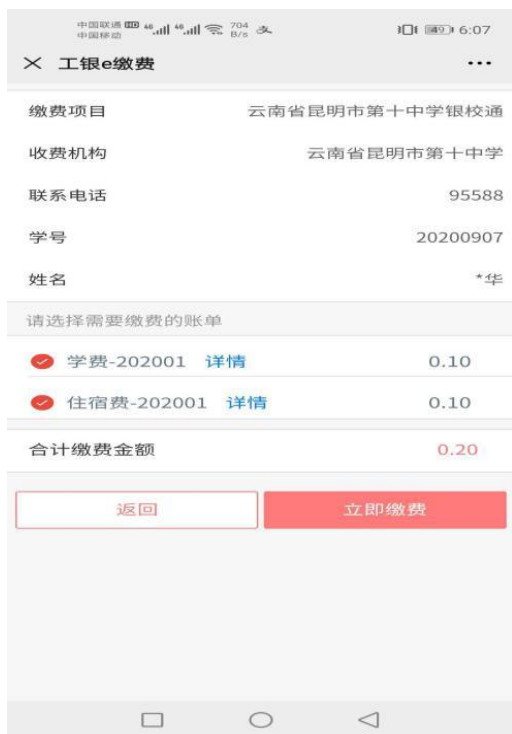 中国联通 HD 46 46 704 6:07
中国移动 B/s 49
工银e缴费
缴费项目 云南省昆明市第十中学银校通
收费机构 云南省昆明市第十中学
联系电话 95588
学号 20200907
姓名 *华
请选择需要缴费的账单
学费-202001 详情 0.10
住宿费-202001 详情 0.10
合计缴费金额 0.20
返回 立即缴费